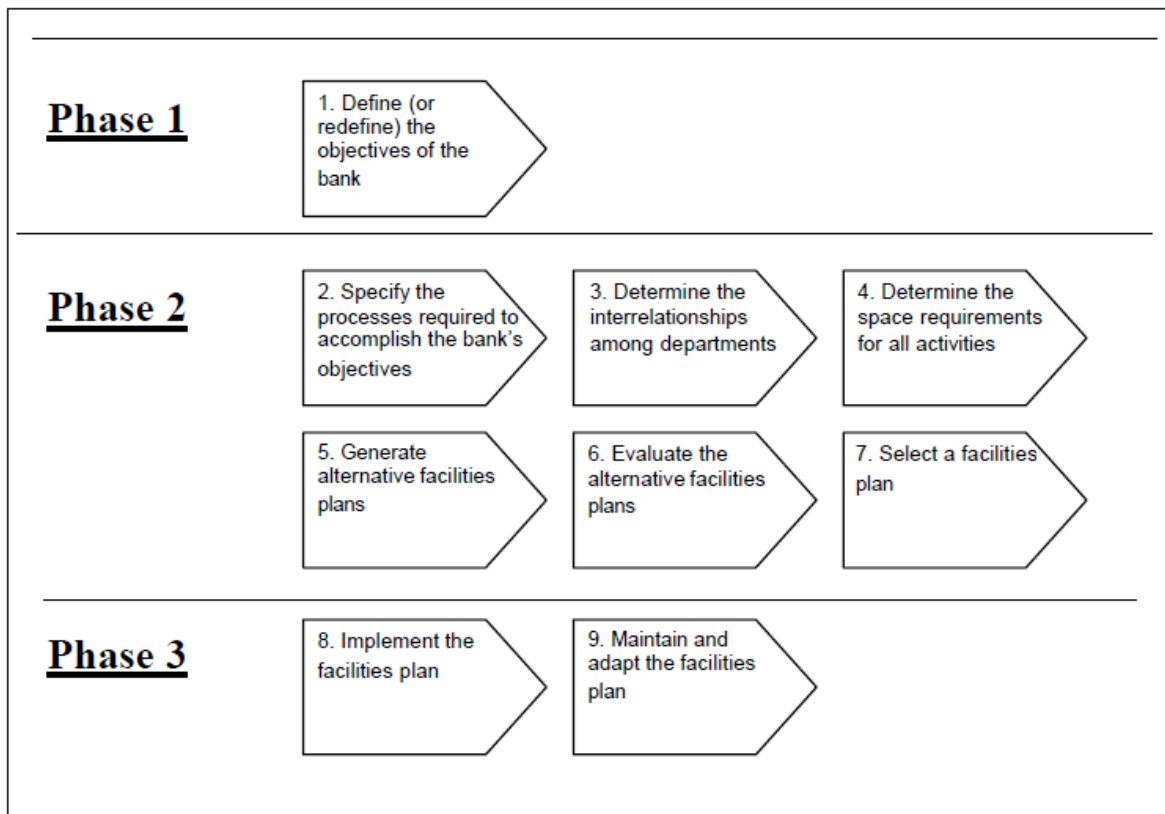 Phase 1
1. Define (or
redefine) the
objectives of the
bank
Phase 2
2. Specify the
processes required to
accomplish the bank's
objectives
3. Determine the
interrelationships
among departments
4. Determine the
space requirements
for all activities
5. Generate
alternative facilities
plans
6. Evaluate the
alternative facilities
plans
7. Select a facilities
plan
Phase 3
8. Implement the
facilities plan
9. Maintain and
adapt the facilities
plan